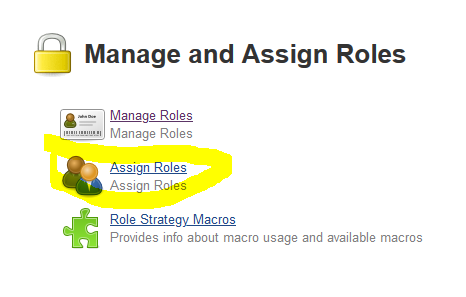 Manage and Assign Roles
John Doe
Manage Roles
Manage Roles
Assign Roles
Assign Roles
Role Strategy Macros
Provides info about macro usage and available macros